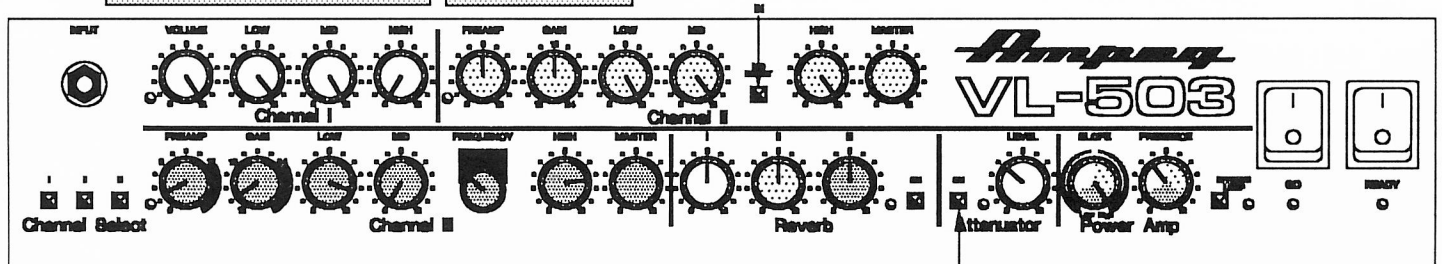 IN
INPUT VOLUME LOW MID HIGH PREAMP GAIN LOW MID HIGH MASTER
Ampeg
VL-503
Channel I
Channel II
PREAMP GAIN LOW MID FREQUENCY HIGH MASTER I II III LEVEL SLOPE PRESENCE
I II III ON ON
GO READY
Channel Select
Channel III
Reverb
Attenuator
Power Amp